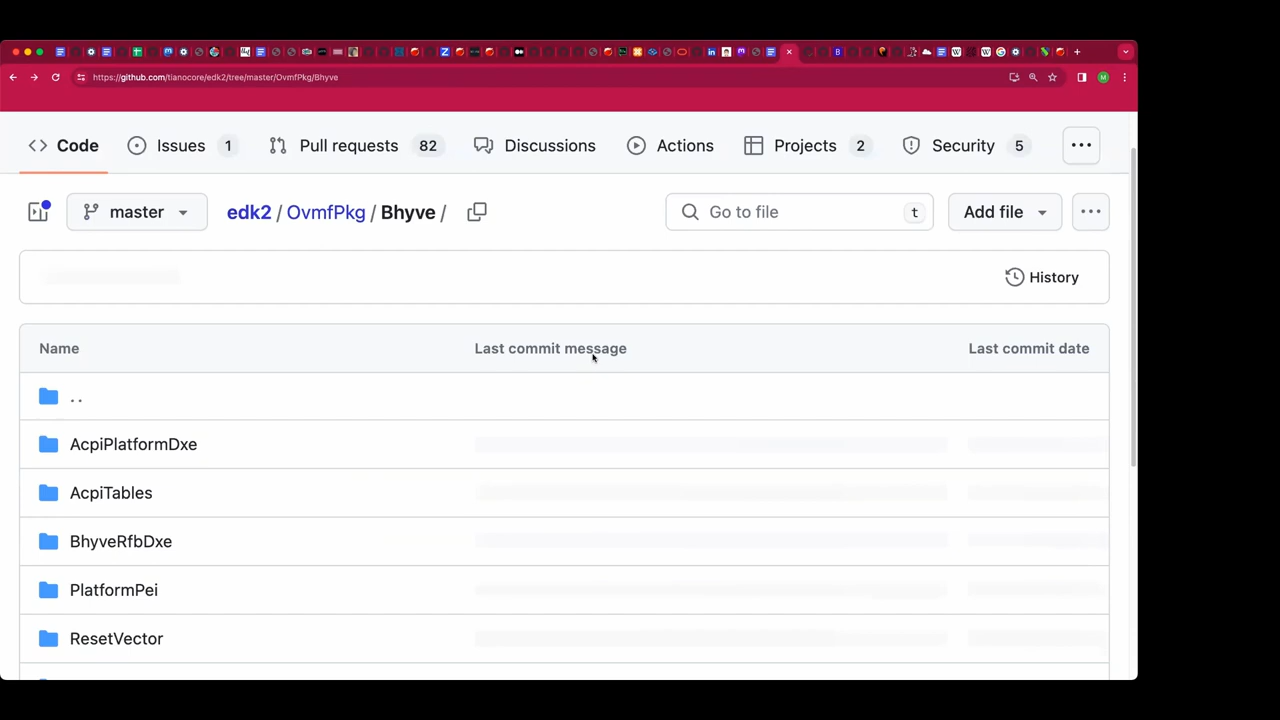 https://github.com/tianocore/edk2/tree/master/OvmfPkg/Bhyve
Code Issues 1 Pull requests 82 Discussions Actions Projects 2 Security 5
master edk2 / OvmfPkg / Bhyve / Go to file t Add file
History
Name Last commit message Last commit date
..
AcpiPlatformDxe
AcpiTables
BhyveRfbDxe
PlatformPei
ResetVector